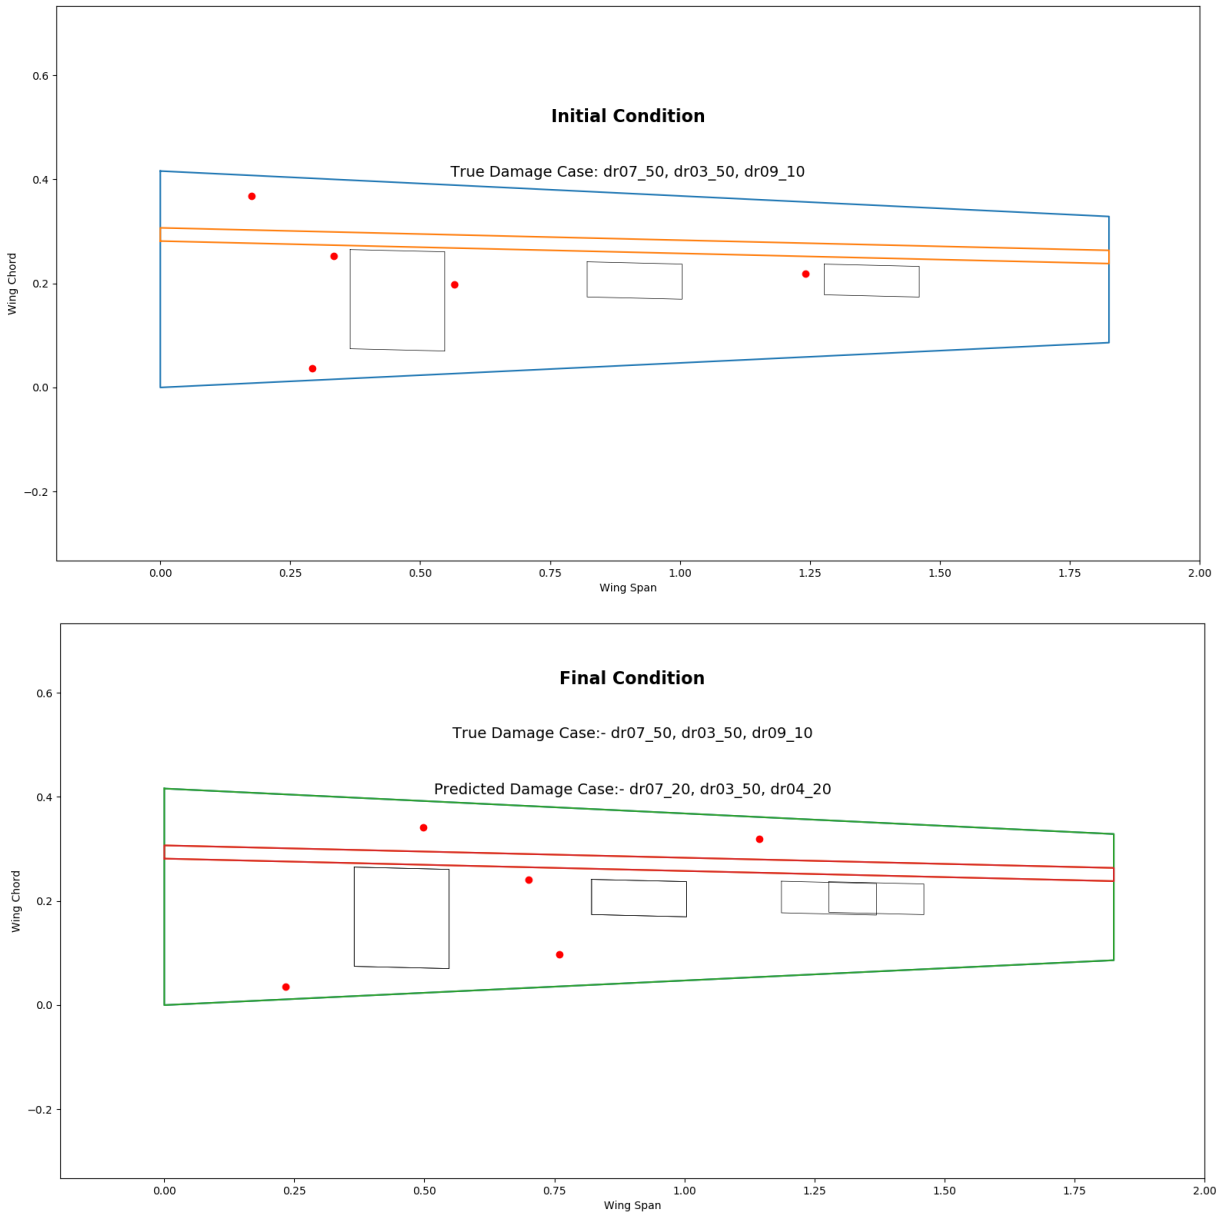 Initial Condition
True Damage Case: dr07_50, dr03_50, dr09_10
0.6
0.4
0.2
0.0
−0.2
Wing Chord
0.00 0.25 0.50 0.75 1.00 1.25 1.50 1.75 2.00
Wing Span
Final Condition
True Damage Case:- dr07_50, dr03_50, dr09_10
Predicted Damage Case:- dr07_20, dr03_50, dr04_20
0.6
0.4
0.2
0.0
−0.2
Wing Chord
0.00 0.25 0.50 0.75 1.00 1.25 1.50 1.75 2.00
Wing Span